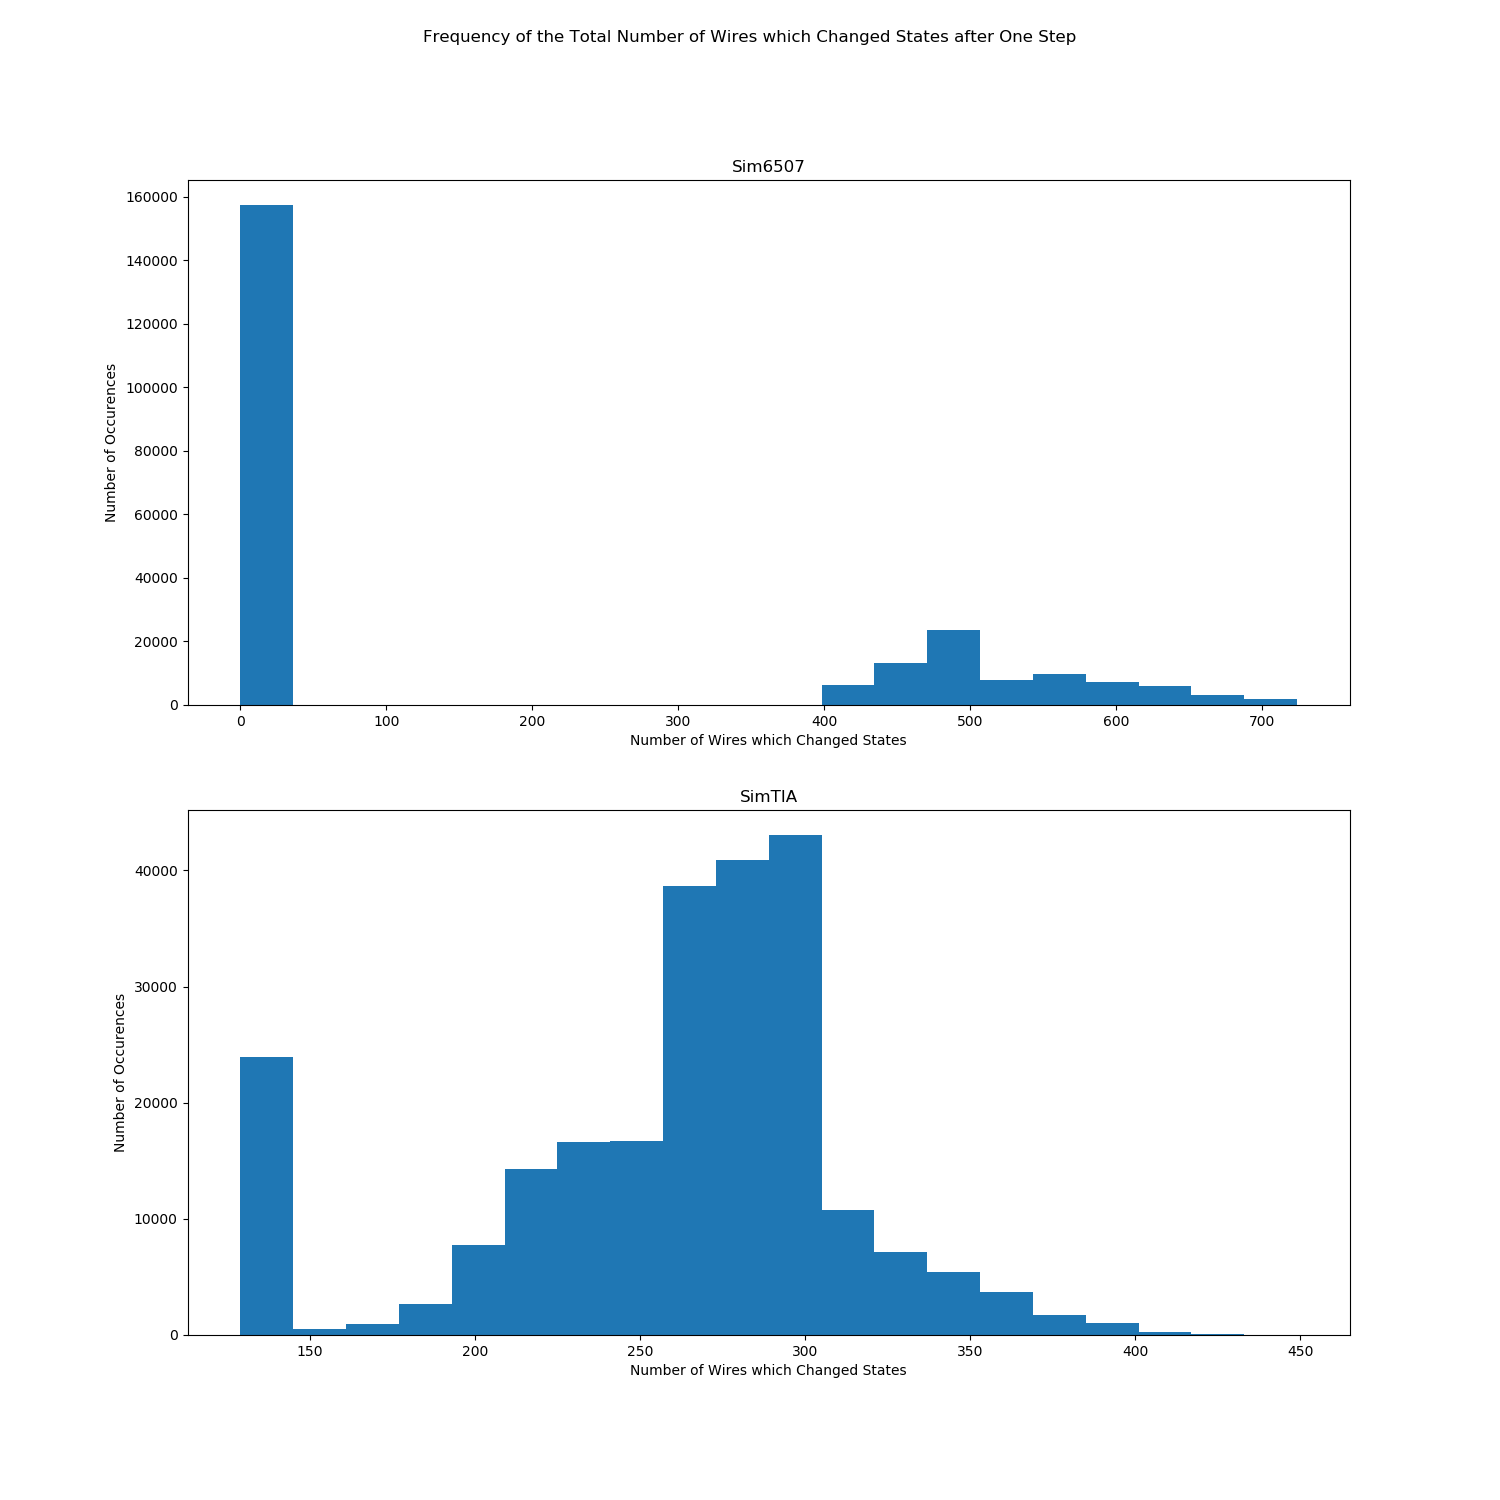 Frequency of the Total Number of Wires which Changed States after One Step
Sim6507
160000
140000
120000
100000
80000
60000
40000
20000
0
Number of Occurences
0 100 200 300 400 500 600 700
Number of Wires which Changed States
SimTIA
40000
30000
20000
10000
0
Number of Occurences
150 200 250 300 350 400 450
Number of Wires which Changed States